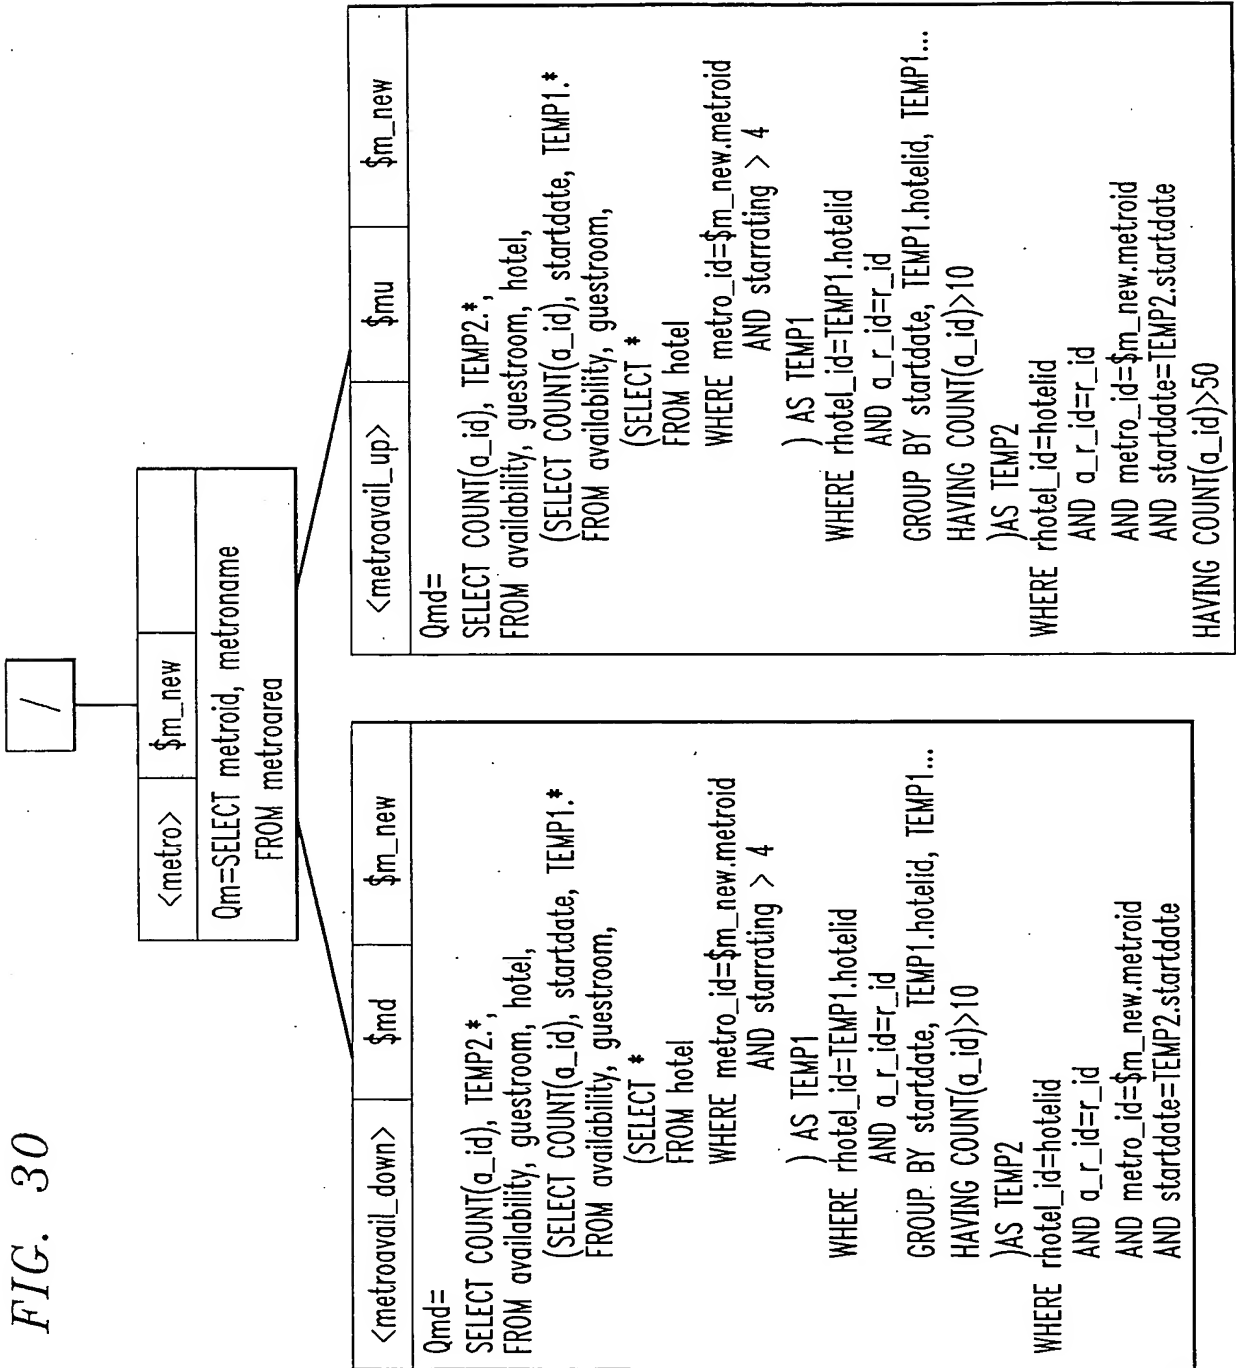 FIG. 30
/
<metro> $m_new
Qm=SELECT metroid, metroname
FROM metroarea
<metroavail_down> $md $m_new
Qmd=
SELECT COUNT(a_id), TEMP2.*,
FROM availability, guestroom, hotel,
(SELECT COUNT(a_id), startdate, TEMP1.*
FROM availability, guestroom,
(SELECT *
FROM hotel
WHERE metro_id=$m_new.metroid
AND starrating > 4
) AS TEMP1
WHERE rhotel_id=TEMP1.hotelid
AND a_r_id=r_id
GROUP BY startdate, TEMP1.hotelid, TEMP1...
HAVING COUNT(a_id)>10
)AS TEMP2
WHERE rhotel_id=hotelid
AND a_r_id=r_id
AND metro_id=$m_new.metroid
AND startdate=TEMP2.startdate
<metroavail_up> $mu $m_new
Qmd=
SELECT COUNT(a_id), TEMP2.*,
FROM availability, guestroom, hotel,
(SELECT COUNT(a_id), startdate, TEMP1.*
FROM availability, guestroom,
(SELECT *
FROM hotel
WHERE metro_id=$m_new.metroid
AND starrating > 4
) AS TEMP1
WHERE rhotel_id=TEMP1.hotelid
AND a_r_id=r_id
GROUP BY startdate, TEMP1.hotelid, TEMP1...
HAVING COUNT(a_id)>10
)AS TEMP2
WHERE rhotel_id=hotelid
AND a_r_id=r_id
AND metro_id=$m_new.metroid
AND startdate=TEMP2.startdate
HAVING COUNT(a_id)>50